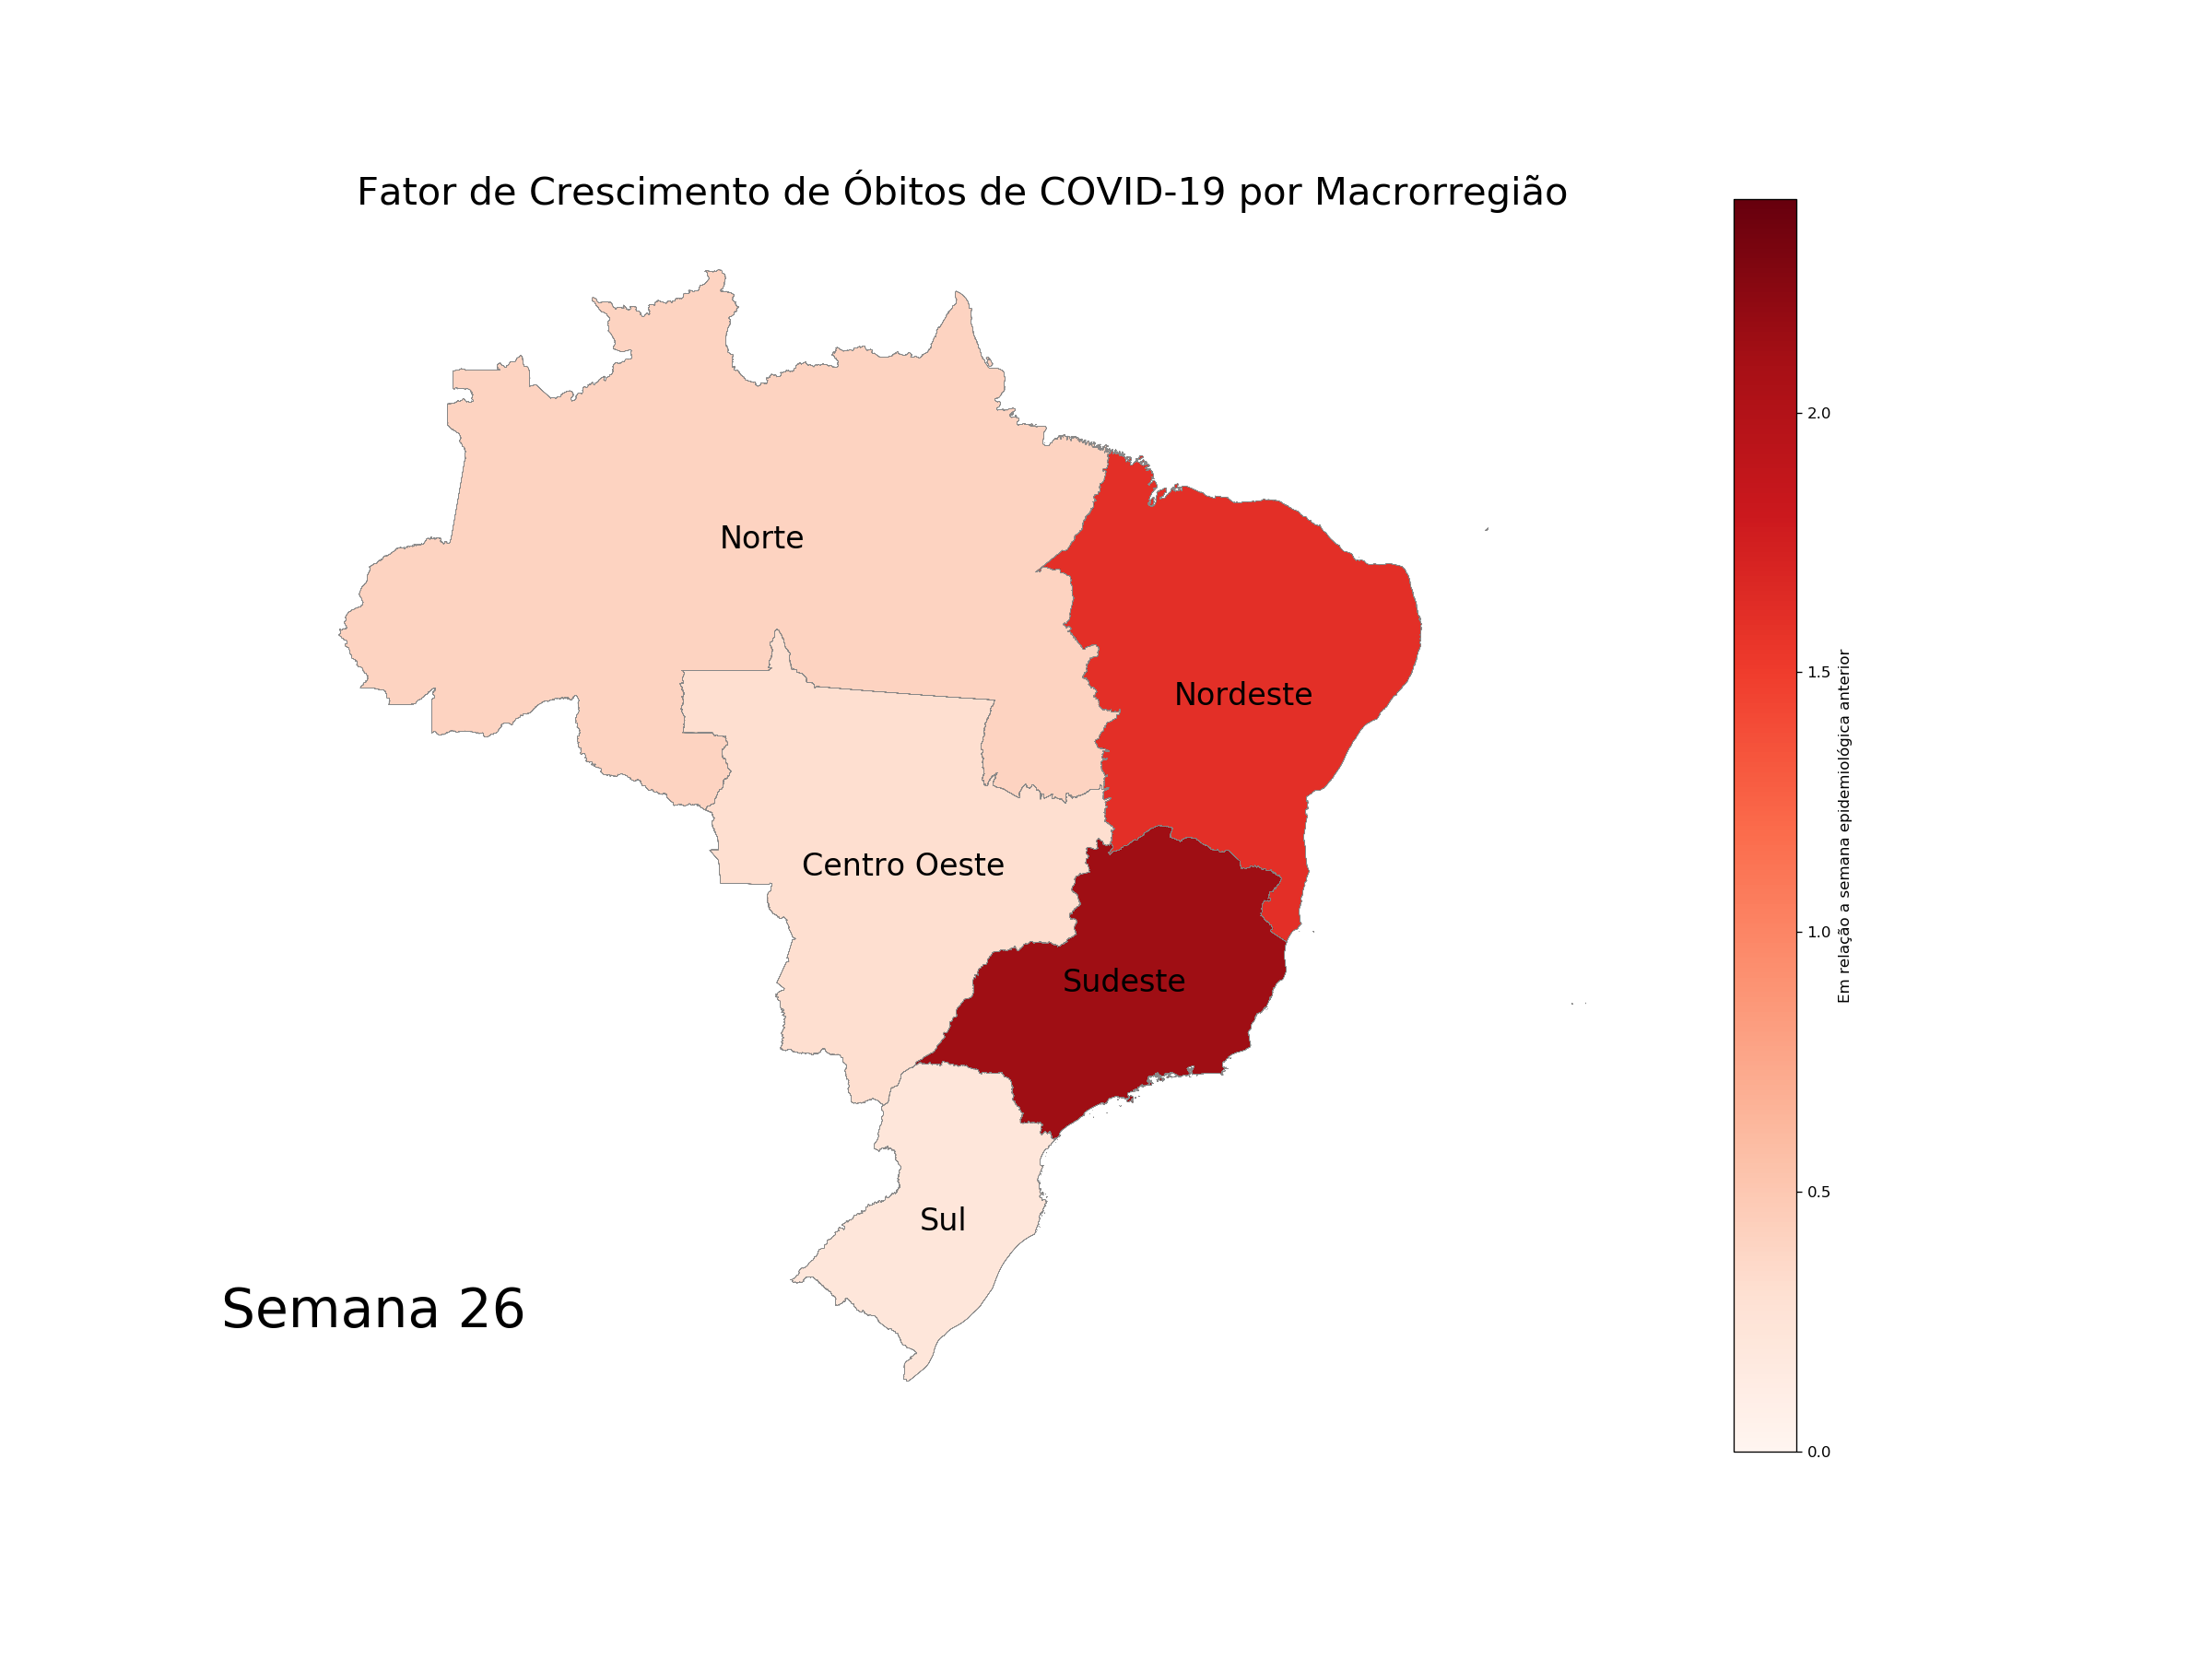 Fator de Crescimento de Óbitos de COVID-19 por Macrorregião
Norte
Nordeste
Centro Oeste
Sudeste
Sul
Semana 26
2.0
1.5
1.0
0.5
0.0
Em relação a semana epidemiológica anterior